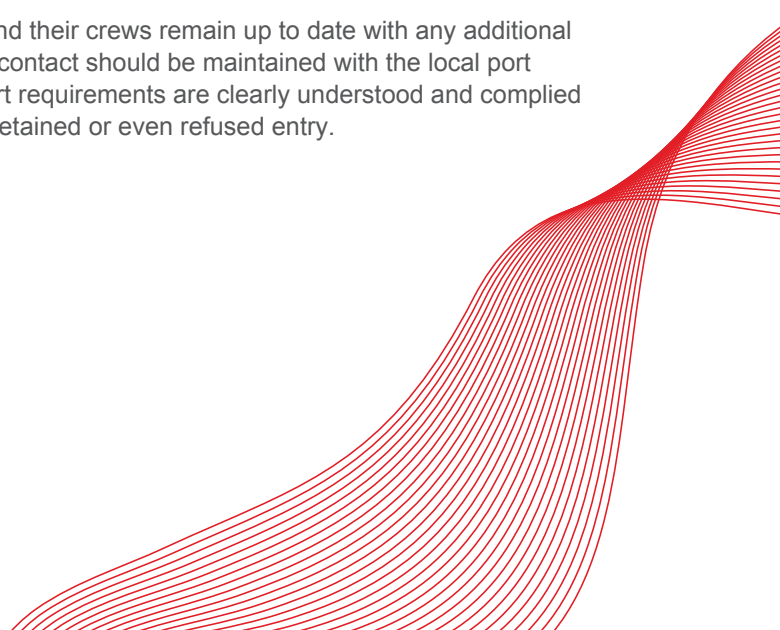 nd their crews remain up to date with any additional
contact should be maintained with the local port
rt requirements are clearly understood and complied
etained or even refused entry.